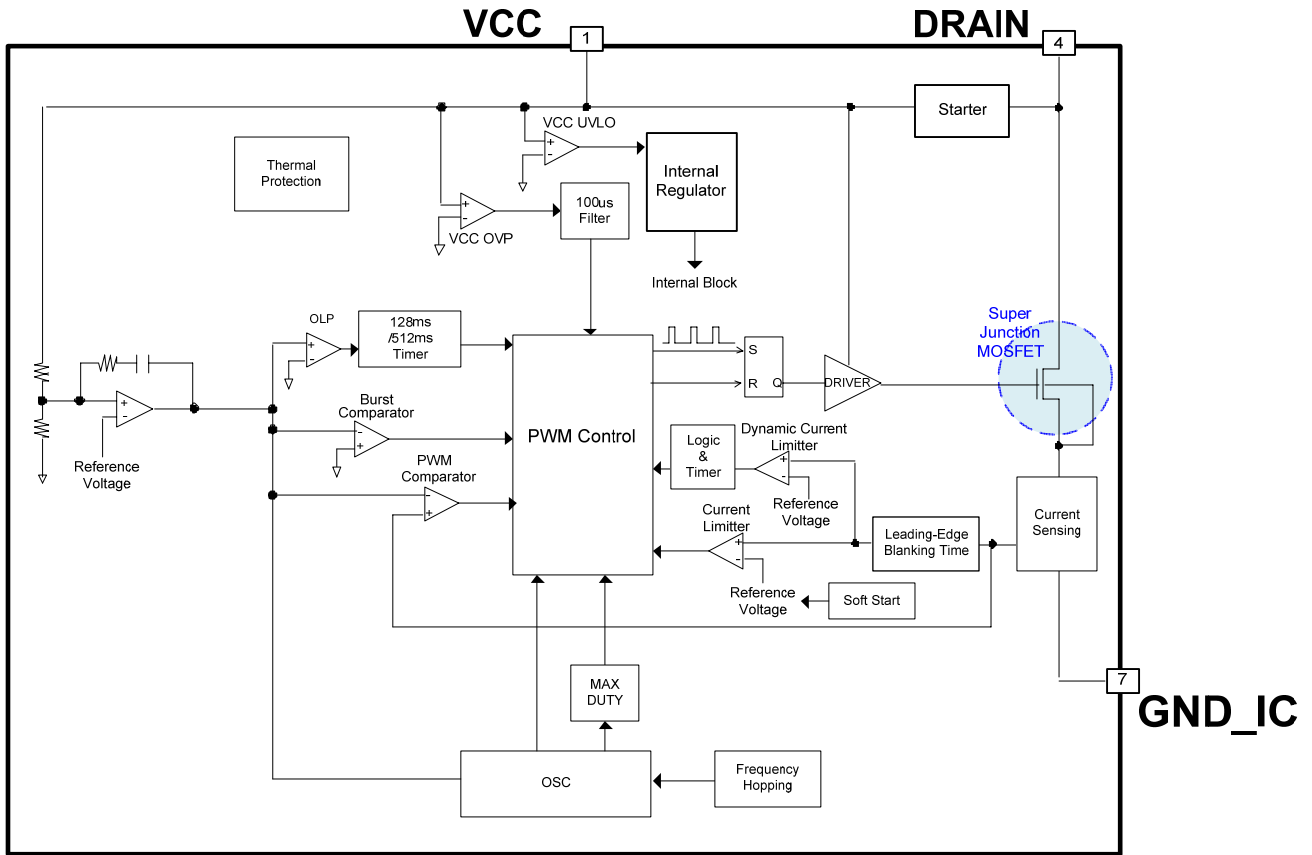 VCC
DRAIN
1
4
Starter
VCC UVLO
+
-
Thermal
Protection
Internal
Regulator
100us
Filter
+
-
VCC OVP
Internal Block
OLP
+
-
128ms
/512ms
Timer
Super
Junction
MOSFET
S
R
Q
DRIVER
+
-
Reference
Voltage
Burst
Comparator
-
+
PWM Control
PWM
Comparator
-
+
Logic
&
Timer
Dynamic Current
Limitter
+
-
Reference
Voltage
Current
Limitter
+
-
Reference
Voltage
Leading-Edge
Blanking Time
Current
Sensing
Soft Start
7
GND_IC
MAX
DUTY
OSC
Frequency
Hopping